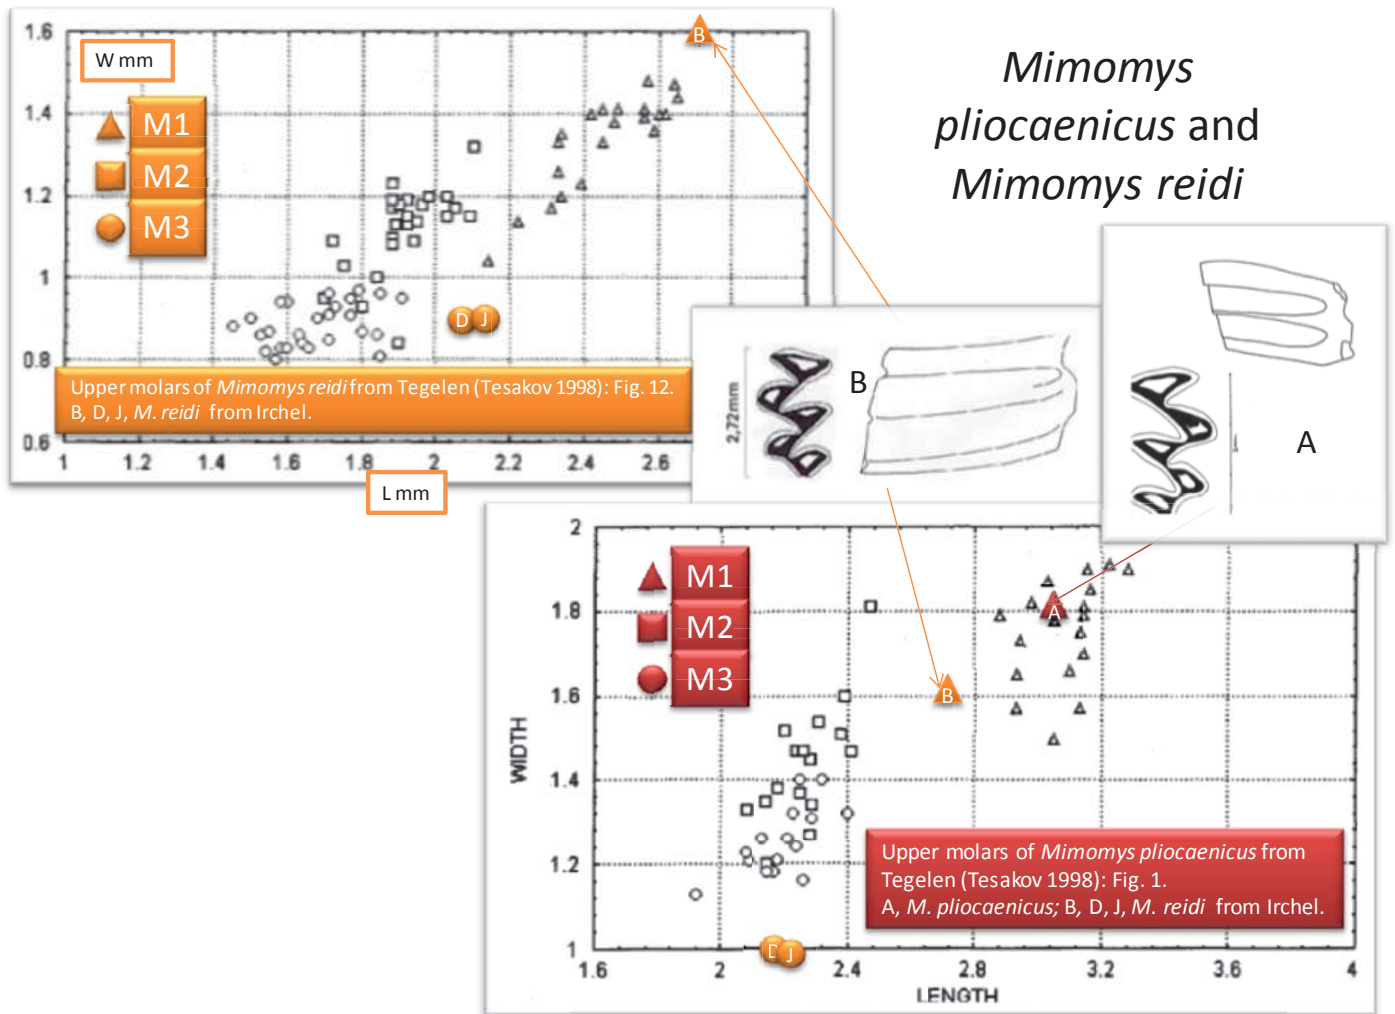 Mimomys
pliocaenicus and
Mimomys reidi
W mm
M1
M2
M3
1.6
1.4
1.2
1
0.8
0.6
1
1.2
1.4
1.6
1.8
2
2.2
2.4
2.6
B
D
J
Upper molars of Mimomys reidi from Tegelen (Tesakov 1998): Fig. 12.
B, D, J, M. reidi from Irchel.
L mm
2,72mm
B
A
M1
M2
M3
2
1.8
1.6
1.4
1.2
1
WIDTH
A
B
D
J
Upper molars of Mimomys pliocaenicus from
Tegelen (Tesakov 1998): Fig. 1.
A, M. pliocaenicus; B, D, J, M. reidi from Irchel.
1.6
2
2.4
2.8
3.2
3.6
4
LENGTH